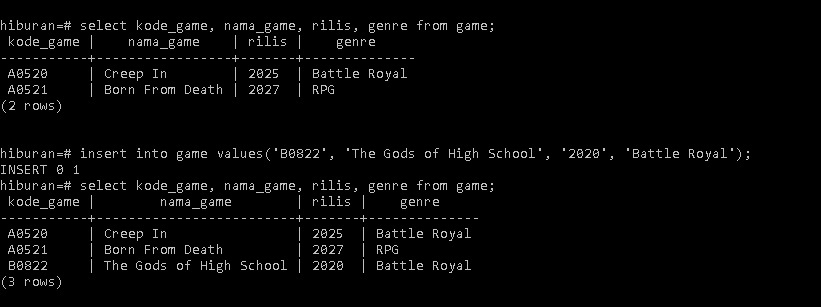 hiburan=# select kode_game, nama_game, rilis, genre from game;
 kode_game |    nama_game    | rilis |    genre
-----------+-----------------+-------+--------------
 A0520     | Creep In        | 2025  | Battle Royal
 A0521     | Born From Death | 2027  | RPG
(2 rows)
hiburan=# insert into game values('B0822', 'The Gods of High School', '2020', 'Battle Royal');
INSERT 0 1
hiburan=# select kode_game, nama_game, rilis, genre from game;
 kode_game |        nama_game        | rilis |    genre
-----------+-------------------------+-------+--------------
 A0520     | Creep In                | 2025  | Battle Royal
 A0521     | Born From Death         | 2027  | RPG
 B0822     | The Gods of High School | 2020  | Battle Royal
(3 rows)